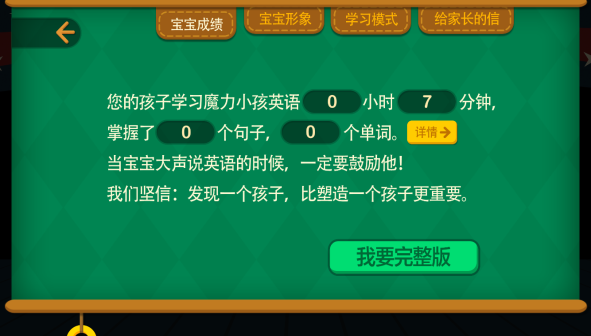 宝宝成绩 宝宝形象 学习模式 给家长的信
您的孩子学习魔力小孩英语 0 小时 7 分钟，
掌握了 0 个句子， 0 个单词。 详情
当宝宝大声说英语的时候，一定要鼓励他！
我们坚信：发现一个孩子，比塑造一个孩子更重要。
我要完整版